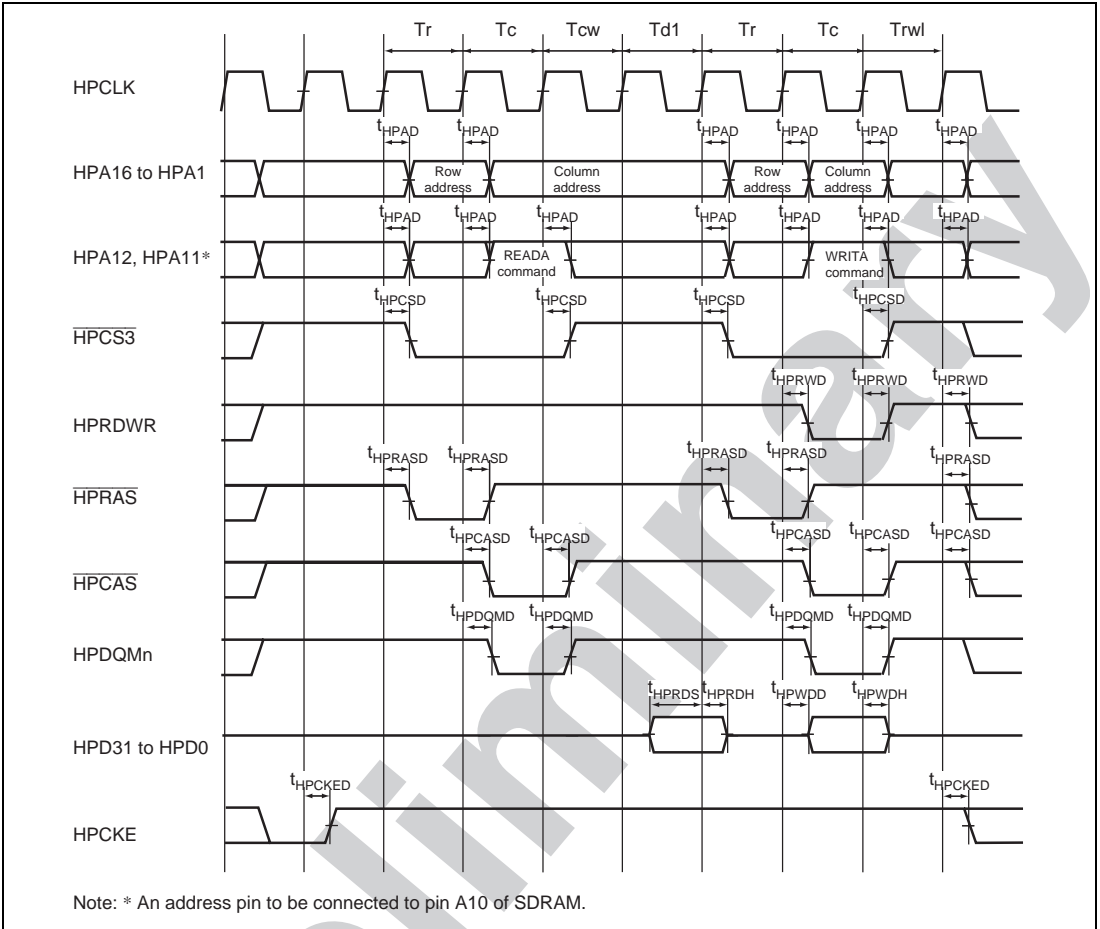 Tr Tc Tcw Td1 Tr Tc Trwl
HPCLK
tHPAD tHPAD tHPAD tHPAD tHPAD tHPAD
HPA16 to HPA1
Row address
Column address
Row address
Column address
tHPAD tHPAD tHPAD tHPAD tHPAD tHPAD tHPAD
HPA12, HPA11*
READA command
WRITA command
tHPCSD tHPCSD tHPCSD tHPCSD
HPCS3
tHPRWD tHPRWD tHPRWD
HPRDWR
tHPRASD tHPRASD tHPRASD tHPRASD tHPRASD
HPRAS
tHPCASD tHPCASD tHPCASD tHPCASD tHPCASD
HPCAS
tHPDQMD tHPDQMD tHPDQMD tHPDQMD
HPDQMn
tHPRDS tHPRDH tHPWDD tHPWDH
HPD31 to HPD0
tHPCKED tHPCKED
HPCKE
Note: * An address pin to be connected to pin A10 of SDRAM.
eliminary